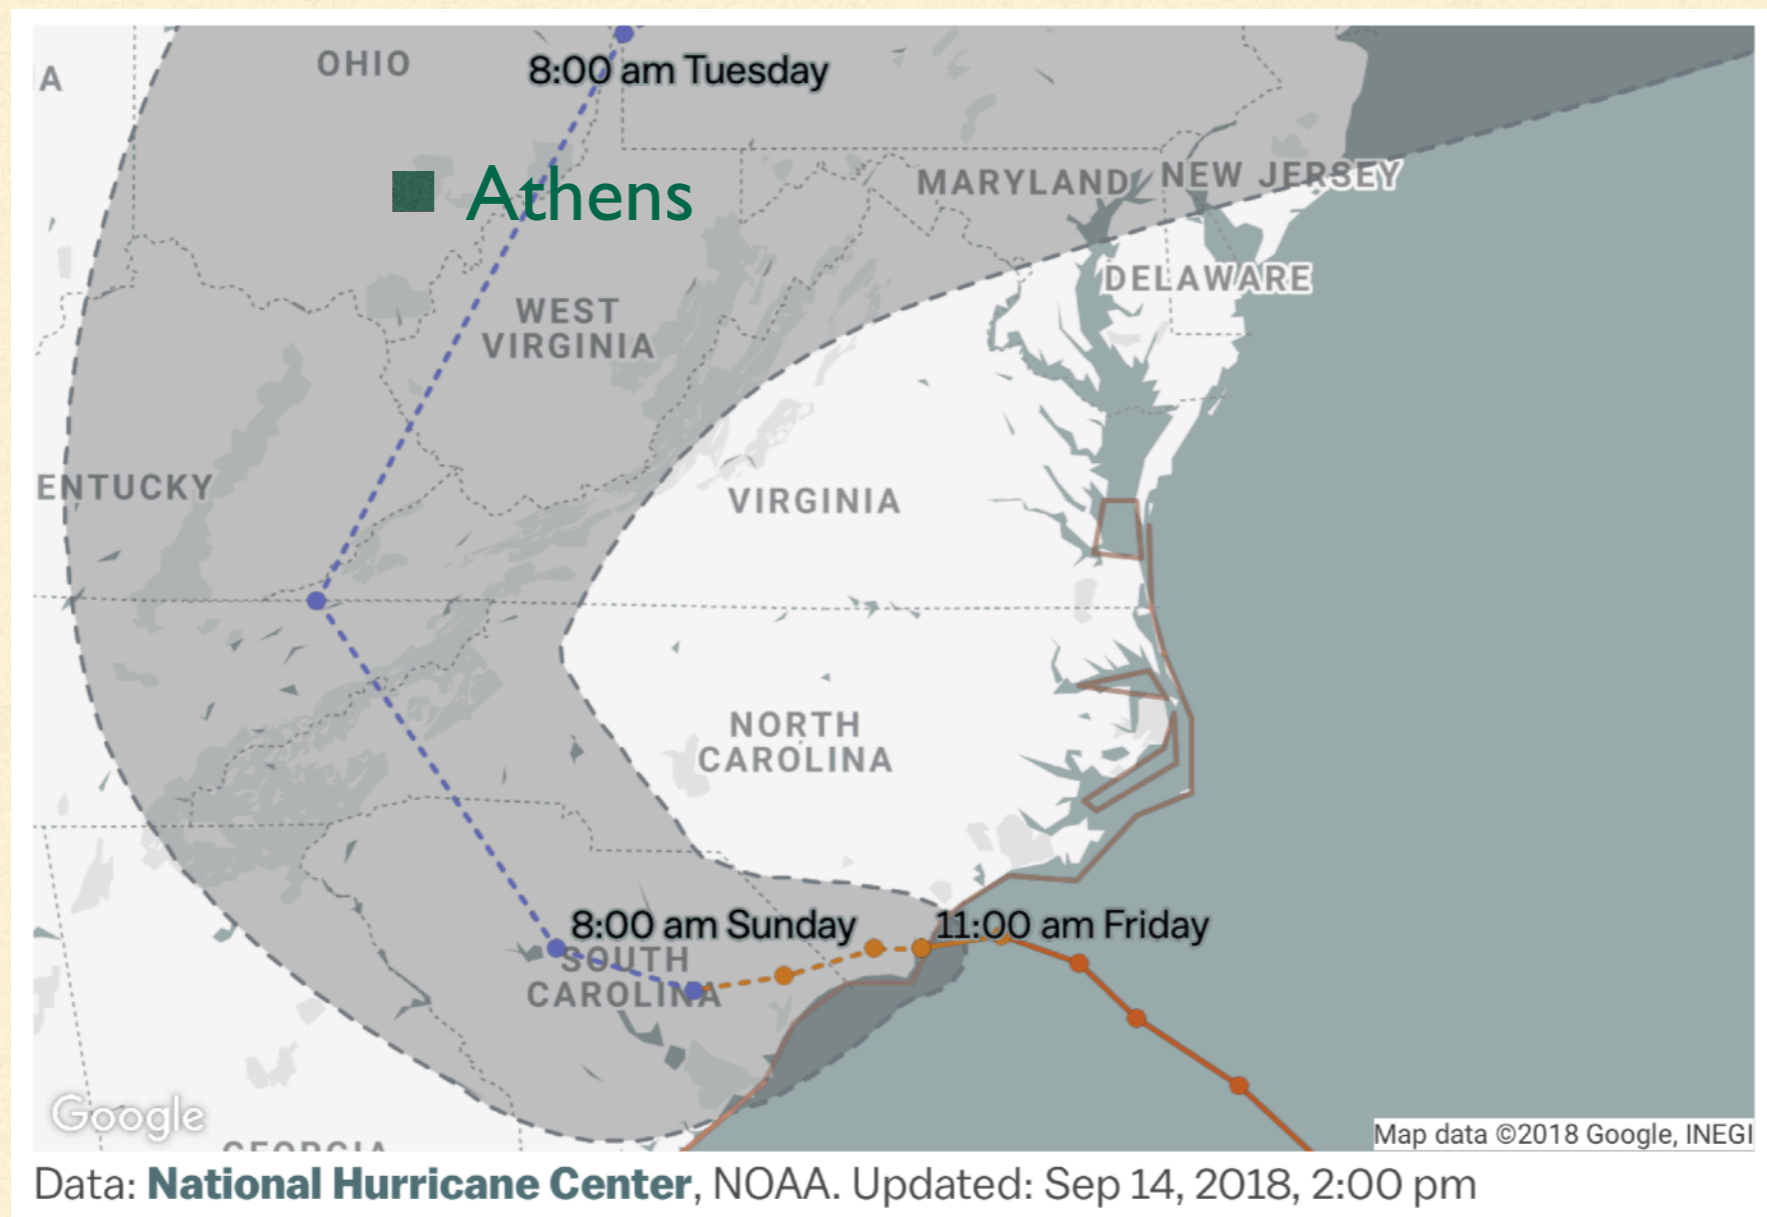 OHIO
A
8:00 am Tuesday
Athens
MARYLAND
NEW JERSEY
DELAWARE
WEST
VIRGINIA
ENTUCKY
VIRGINIA
NORTH
CAROLINA
8:00 am Sunday
11:00 am Friday
SOUTH
CAROLINA
Google
GEORGIA
Map data ©2018 Google, INEGI
Data: National Hurricane Center, NOAA. Updated: Sep 14, 2018, 2:00 pm